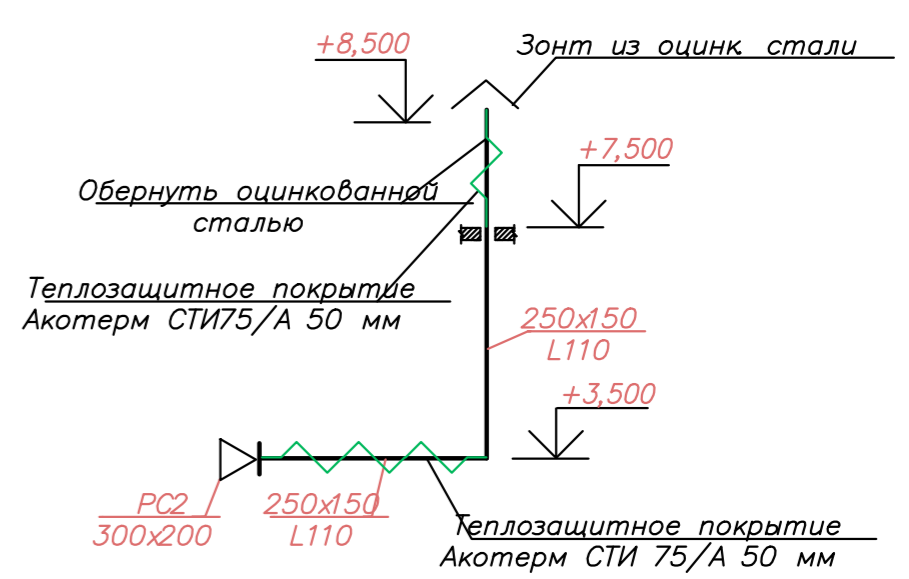 +8,500
Зонт из оцинк. стали
+7,500
Обернуть оцинкованной
сталью
Теплозащитное покрытие
Акотерм СТИ75/А 50 мм
250х150
L110
+3,500
РС2
300х200
250х150
L110
Теплозащитное покрытие
Акотерм СТИ 75/А 50 мм